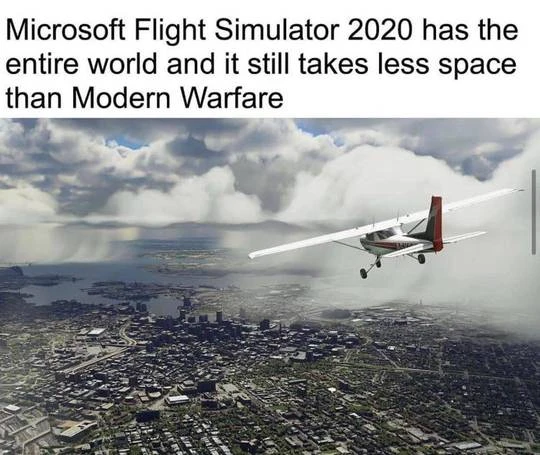 Microsoft Flight Simulator 2020 has the
entire world and it still takes less space
than Modern Warfare